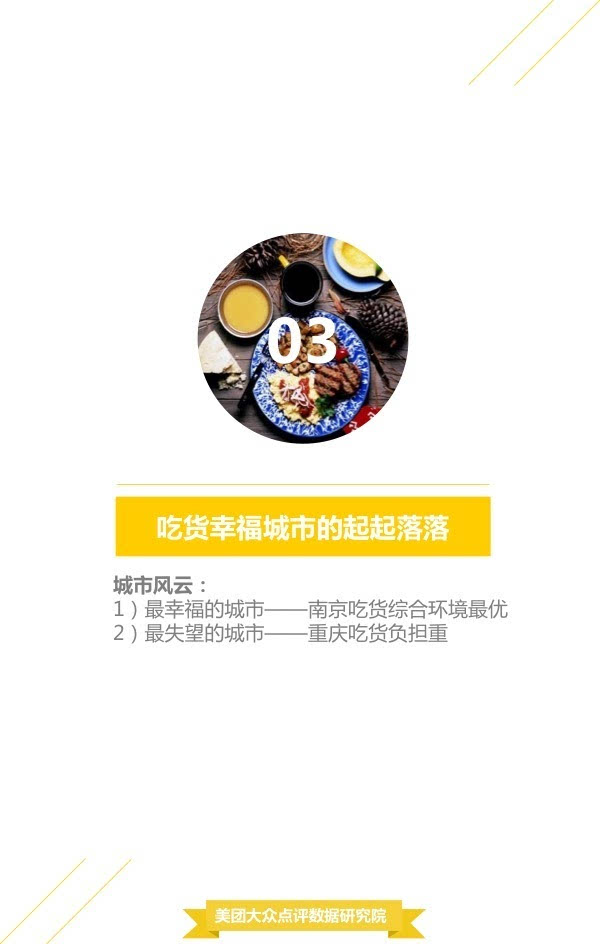 03
吃货幸福城市的起起落落
城市风云：
1）最幸福的城市——南京吃货综合环境最优
2）最失望的城市——重庆吃货负担重
美团大众点评数据研究院